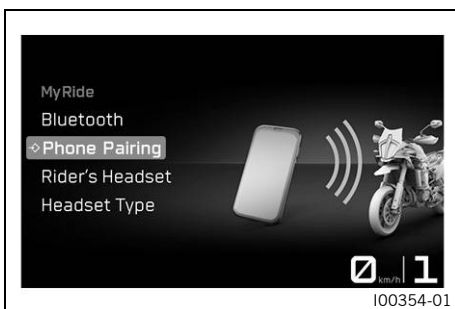 MyRide
Bluetooth
Phone Pairing
Rider's Headset
Headset Type
0 km/h 1
I00354-01